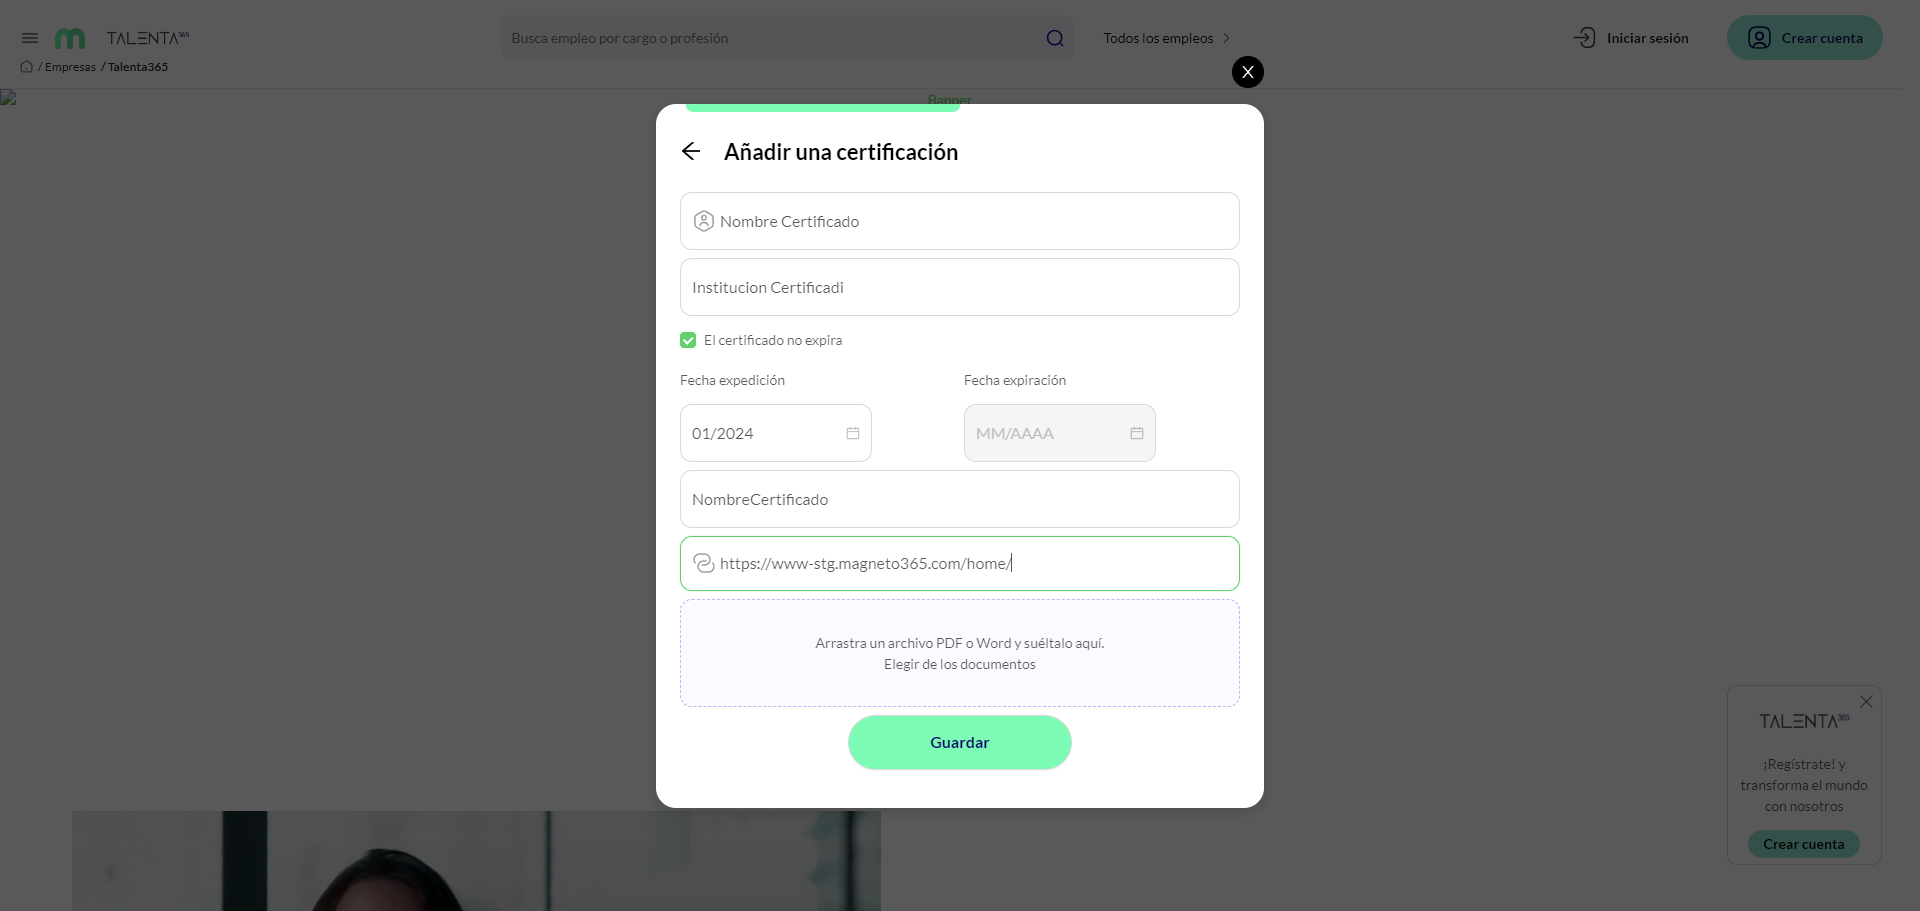 TALENTA365
Busca empleo por cargo o profesión
Todos los empleos
Iniciar sesión
Crear cuenta
/ Empresas / Talenta365
X
Banner
Añadir una certificación
Nombre Certificado
Institucion Certificadi
El certificado no expira
Fecha expedición
Fecha expiración
01/2024
MM/AAAA
NombreCertificado
https://www-stg.magneto365.com/home/
Arrastra un archivo PDF o Word y suéltalo aquí.
Elegir de los documentos
Guardar
TALENTA365
¡Regístrate! y
transforma el mundo
con nosotros
Crear cuenta